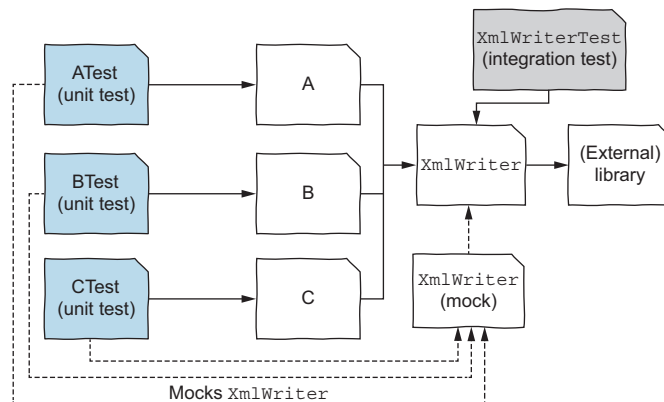 XmlWriterTest
(integration test)
ATest
(unit test)
A
BTest
(unit test)
B
XmlWriter
(External)
library
CTest
(unit test)
C
XmlWriter
(mock)
Mocks XmlWriter